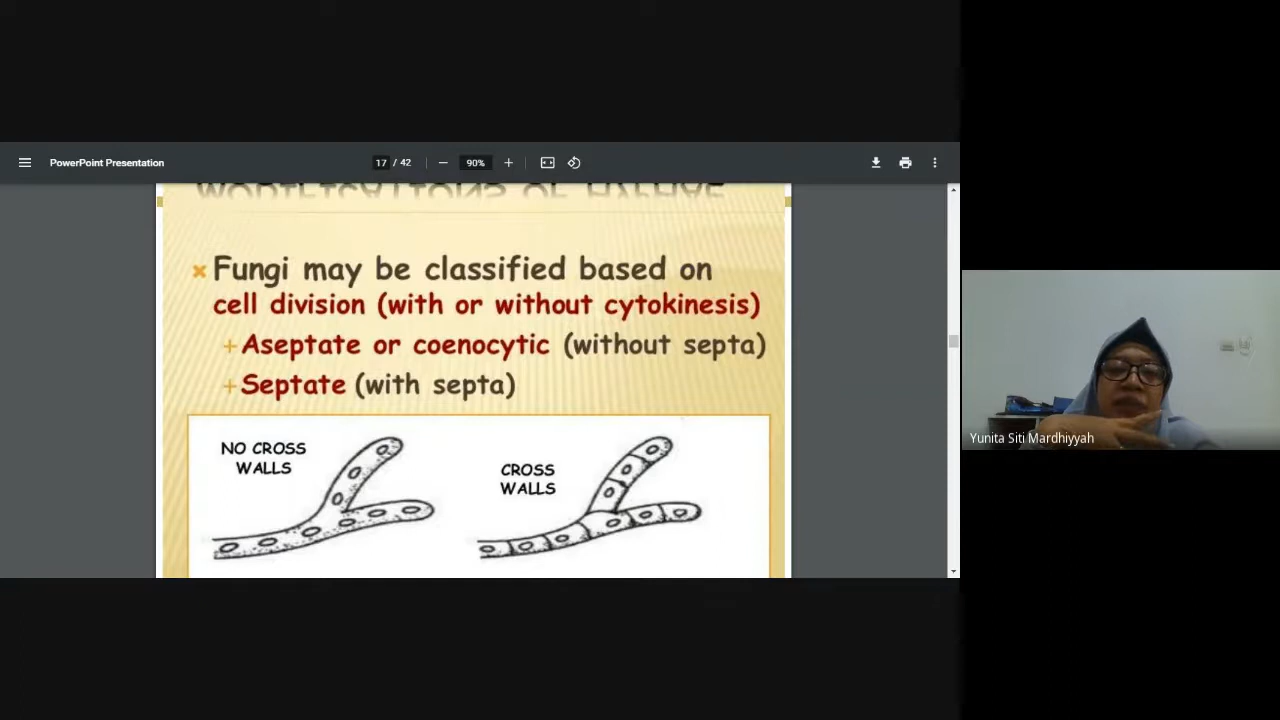 PowerPoint Presentation
17 / 42
90%
Fungi may be classified based on
cell division (with or without cytokinesis)
Aseptate or coenocytic (without septa)
Septate (with septa)
NO CROSS
WALLS
CROSS
WALLS
Yunita Siti Mardhiyyah